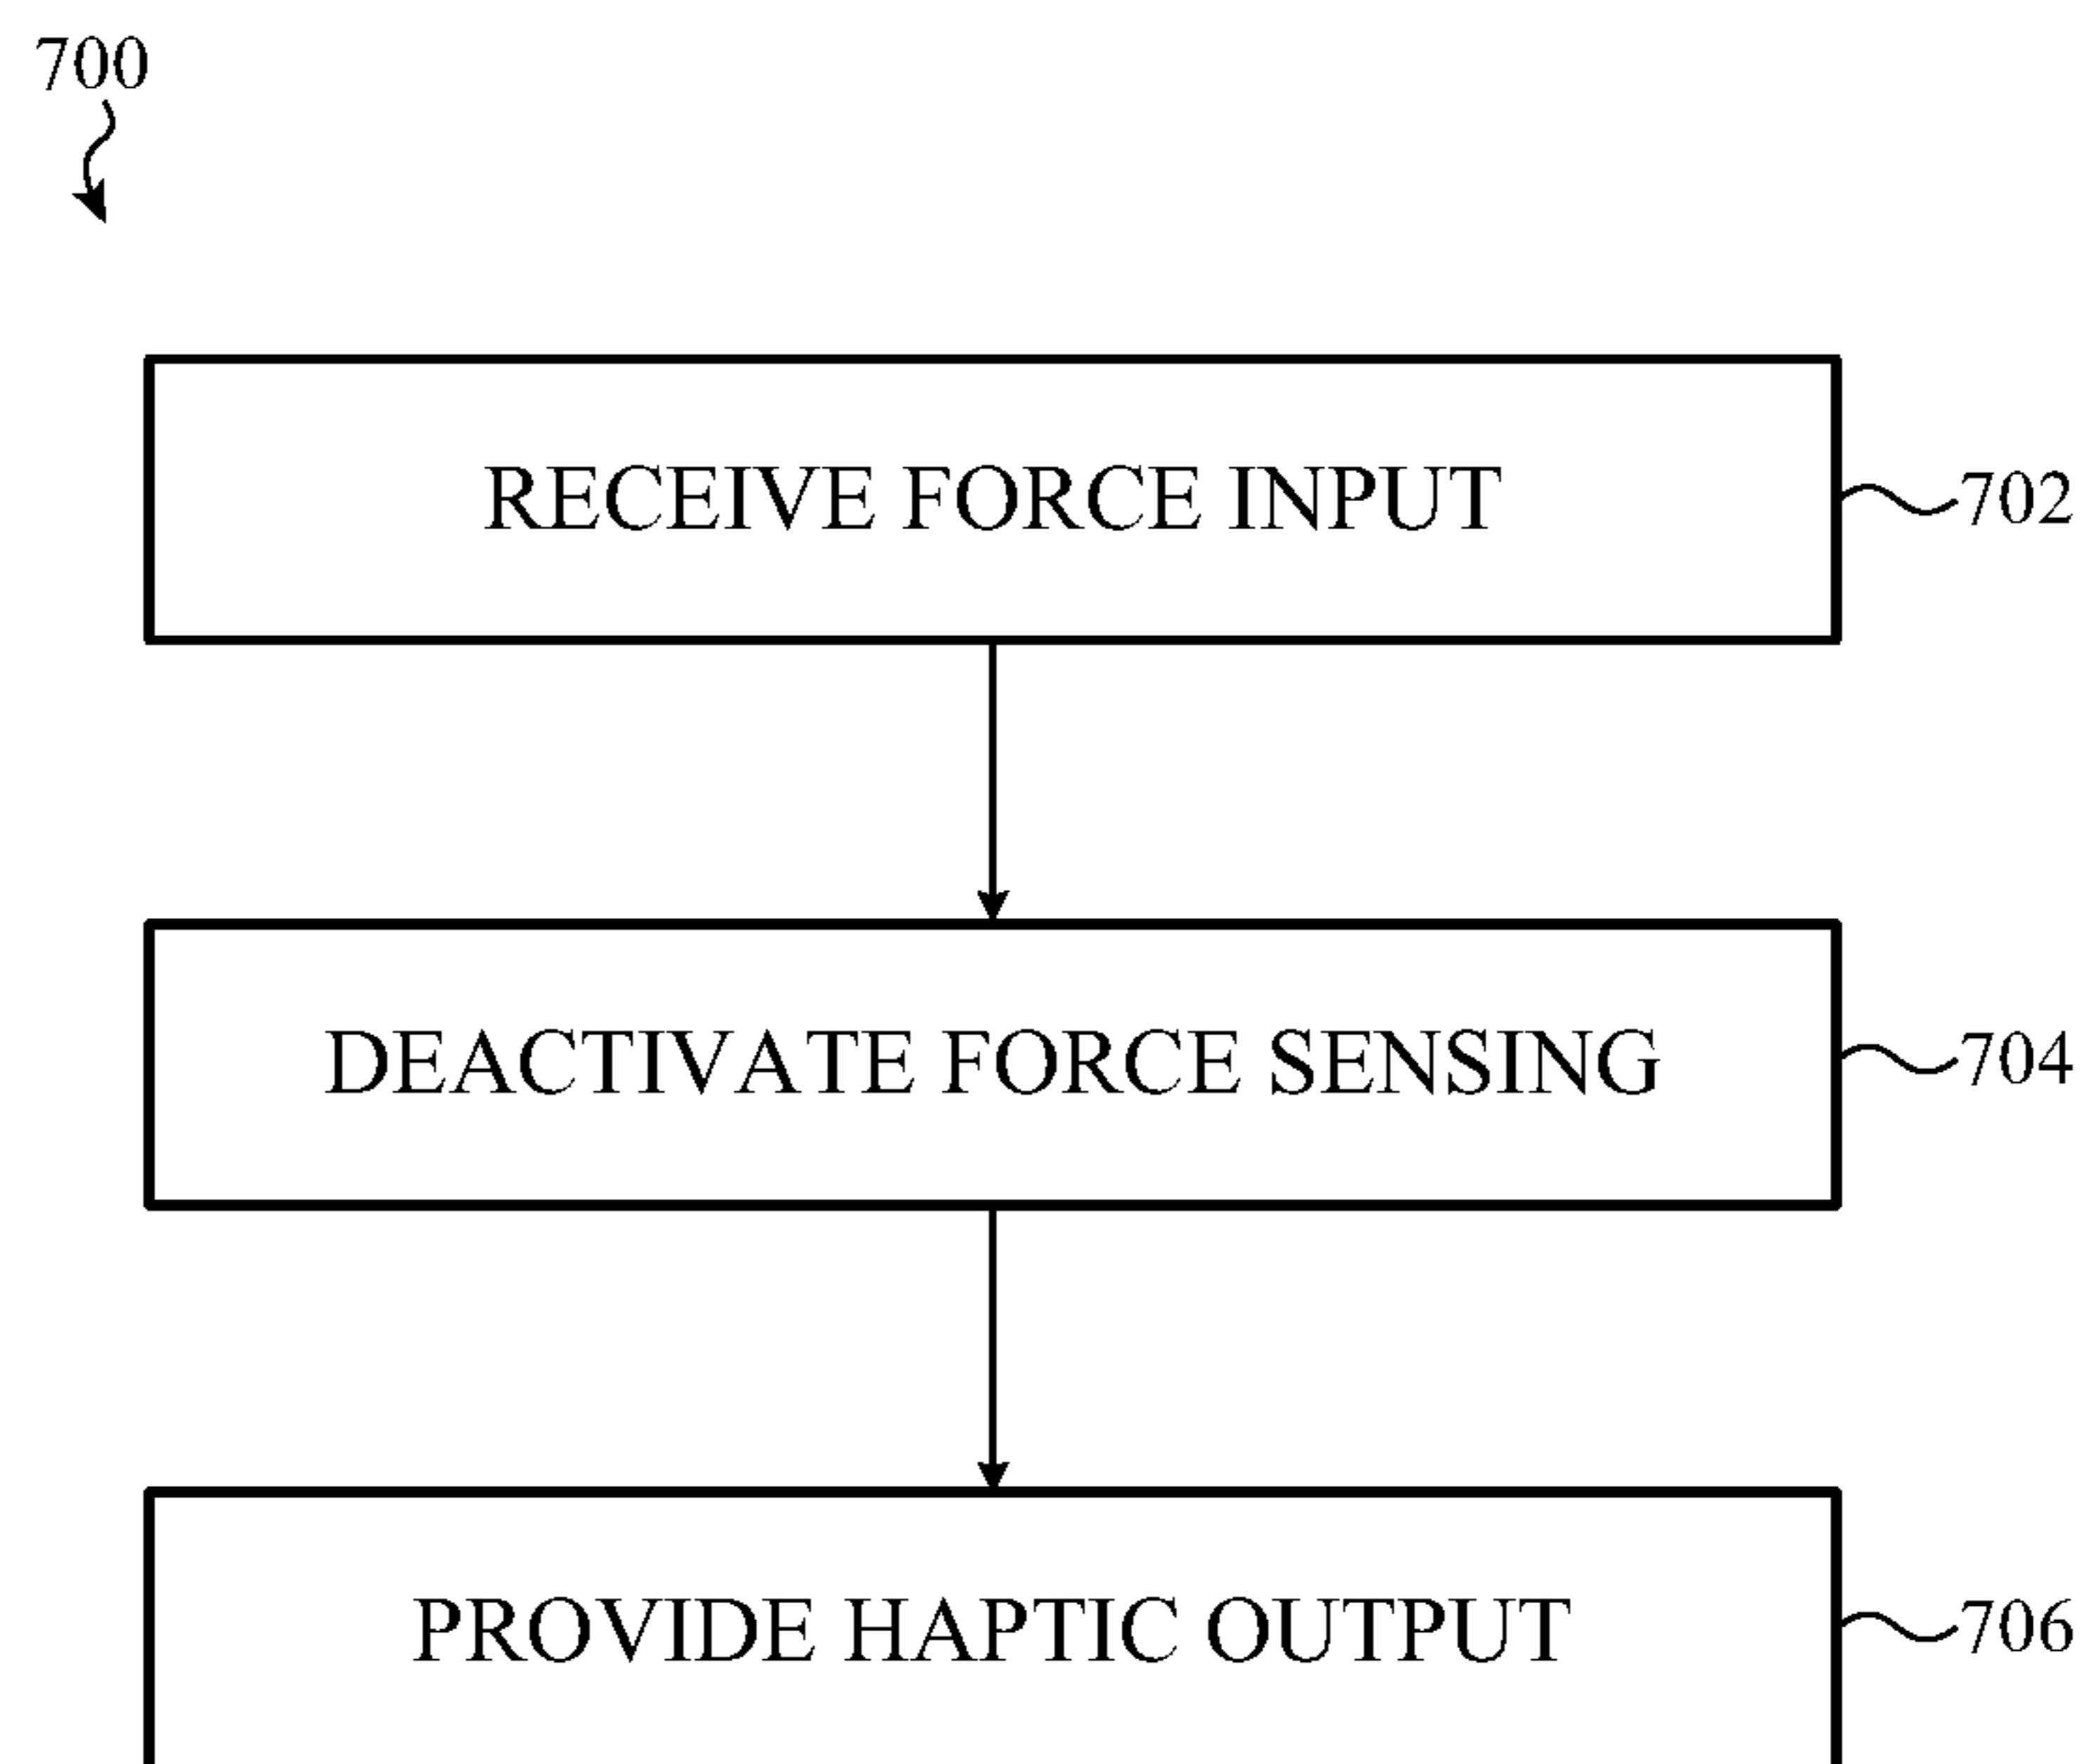 700
RECEIVE FORCE INPUT
702
DEACTIVATE FORCE SENSING
704
PROVIDE HAPTIC OUTPUT
706